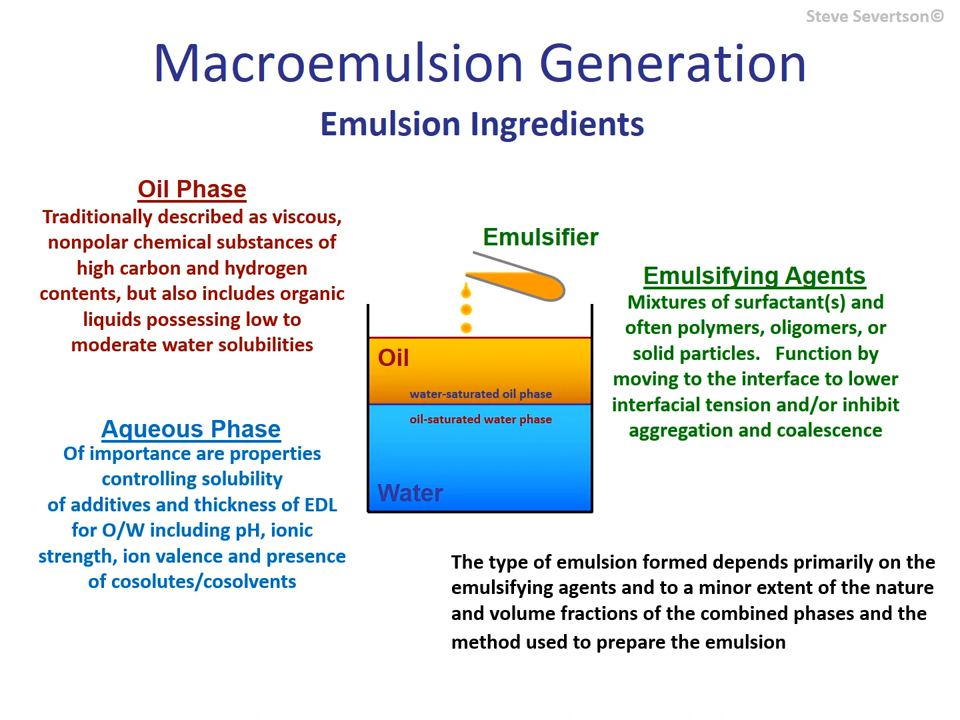 Steve Severtson©
Macroemulsion Generation
Emulsion Ingredients
Oil Phase
Traditionally described as viscous,
nonpolar chemical substances of
high carbon and hydrogen
contents, but also includes organic
liquids possessing low to
moderate water solubilities
Aqueous Phase
Of importance are properties
controlling solubility
of additives and thickness of EDL
for O/W including pH, ionic
strength, ion valence and presence
of cosolutes/cosolvents
Emulsifier
Oil
water-saturated oil phase
oil-saturated water phase
Water
Emulsifying Agents
Mixtures of surfactant(s) and
often polymers, oligomers, or
solid particles. Function by
moving to the interface to lower
interfacial tension and/or inhibit
aggregation and coalescence
The type of emulsion formed depends primarily on the
emulsifying agents and to a minor extent of the nature
and volume fractions of the combined phases and the
method used to prepare the emulsion